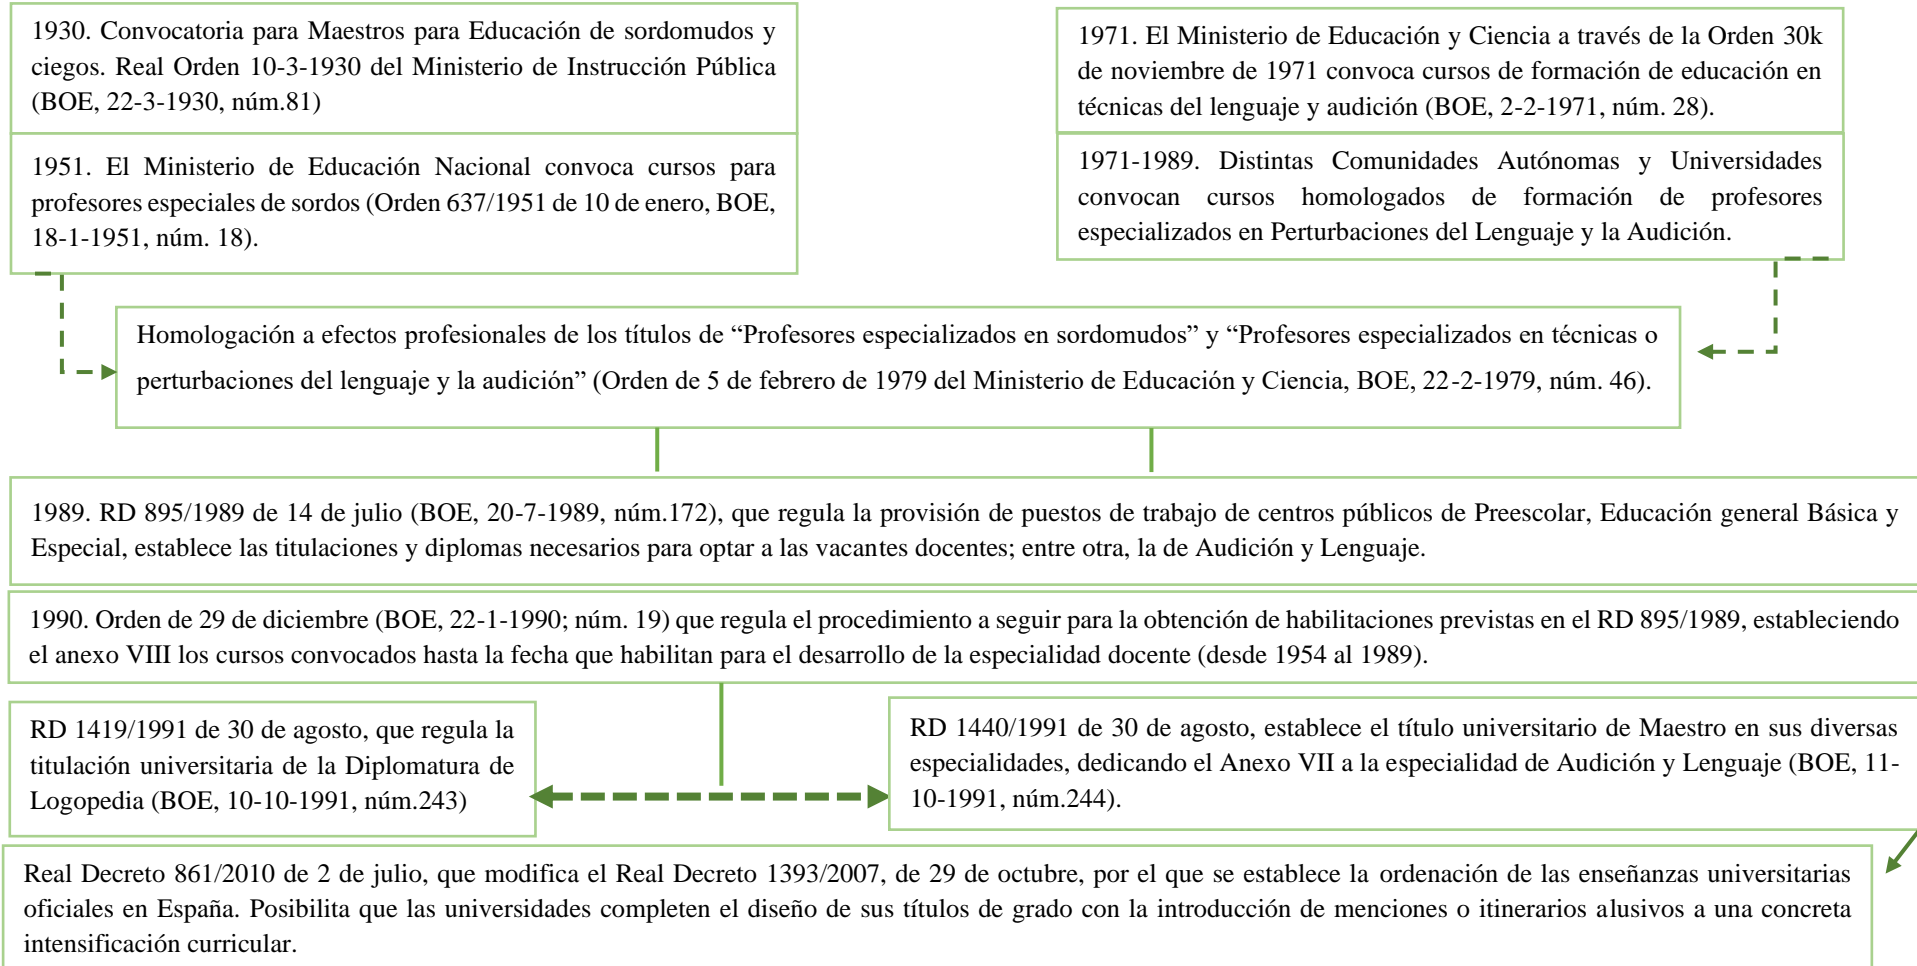 1930. Convocatoria para Maestros para Educación de sordomudos y
ciegos. Real Orden 10-3-1930 del Ministerio de Instrucción Pública
(BOE, 22-3-1930, núm.81)
1951. El Ministerio de Educación Nacional convoca cursos para
profesores especiales de sordos (Orden 637/1951 de 10 de enero, BOE,
18-1-1951, núm. 18).
1971. El Ministerio de Educación y Ciencia a través de la Orden 30k
de noviembre de 1971 convoca cursos de formación de educación en
técnicas del lenguaje y audición (BOE, 2-2-1971, núm. 28).
1971-1989. Distintas Comunidades Autónomas y Universidades
convocan cursos homologados de formación de profesores
especializados en Perturbaciones del Lenguaje y la Audición.
Homologación a efectos profesionales de los títulos de “Profesores especializados en sordomudos” y “Profesores especializados en técnicas o
perturbaciones del lenguaje y la audición” (Orden de 5 de febrero de 1979 del Ministerio de Educación y Ciencia, BOE, 22-2-1979, núm. 46).
1989. RD 895/1989 de 14 de julio (BOE, 20-7-1989, núm.172), que regula la provisión de puestos de trabajo de centros públicos de Preescolar, Educación general Básica y
Especial, establece las titulaciones y diplomas necesarios para optar a las vacantes docentes; entre otra, la de Audición y Lenguaje.
1990. Orden de 29 de diciembre (BOE, 22-1-1990; núm. 19) que regula el procedimiento a seguir para la obtención de habilitaciones previstas en el RD 895/1989, estableciendo
el anexo VIII los cursos convocados hasta la fecha que habilitan para el desarrollo de la especialidad docente (desde 1954 al 1989).
RD 1419/1991 de 30 de agosto, que regula la
titulación universitaria de la Diplomatura de
Logopedia (BOE, 10-10-1991, núm.243)
RD 1440/1991 de 30 de agosto, establece el título universitario de Maestro en sus diversas
especialidades, dedicando el Anexo VII a la especialidad de Audición y Lenguaje (BOE, 11-
10-1991, núm.244).
Real Decreto 861/2010 de 2 de julio, que modifica el Real Decreto 1393/2007, de 29 de octubre, por el que se establece la ordenación de las enseñanzas universitarias
oficiales en España. Posibilita que las universidades completen el diseño de sus títulos de grado con la introducción de menciones o itinerarios alusivos a una concreta
intensificación curricular.